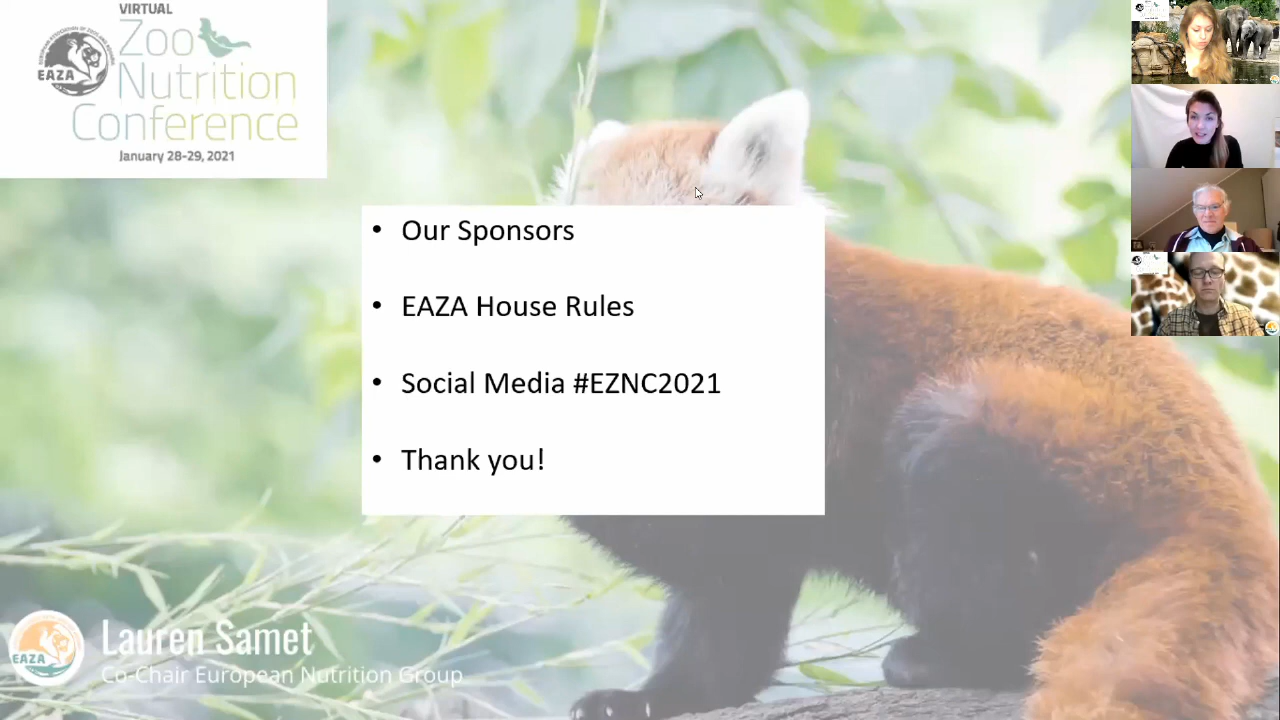 VIRTUAL
Zoo
Nutrition
Conference
January 28-29, 2021
EAZA
• Our Sponsors
• EAZA House Rules
• Social Media #EZNC2021
• Thank you!
EAZA
Lauren Samet
Co-Chair European Nutrition Group